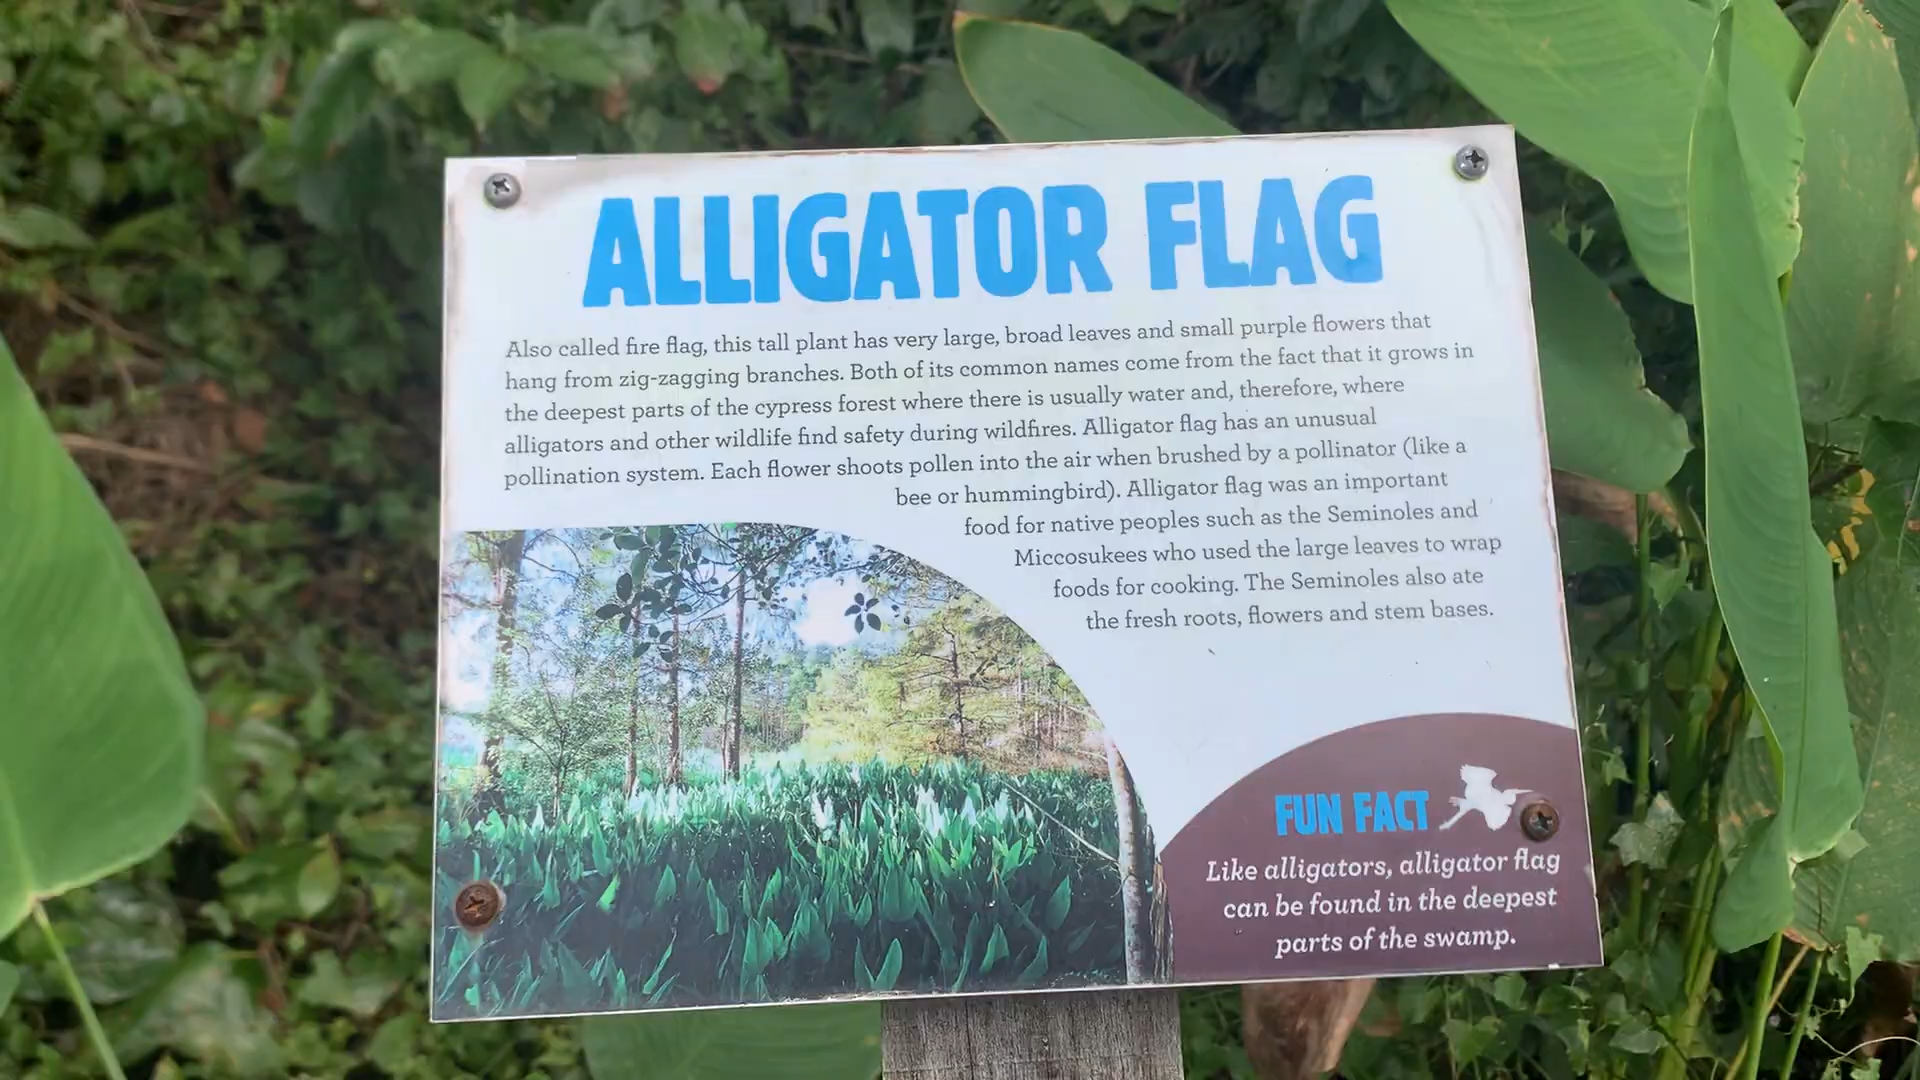 ALLIGATOR FLAG
Also called fire flag, this tall plant has very large, broad leaves and small purple flowers that
hang from zig-zagging branches. Both of its common names come from the fact that it grows in
the deepest parts of the cypress forest where there is usually water and, therefore, where
alligators and other wildlife find safety during wildfires. Alligator flag has an unusual
pollination system. Each flower shoots pollen into the air when brushed by a pollinator (like a
bee or hummingbird). Alligator flag was an important
food for native peoples such as the Seminoles and
Miccosukees who used the large leaves to wrap
foods for cooking. The Seminoles also ate
the fresh roots, flowers and stem bases.
FUN FACT
Like alligators, alligator flag
can be found in the deepest
parts of the swamp.